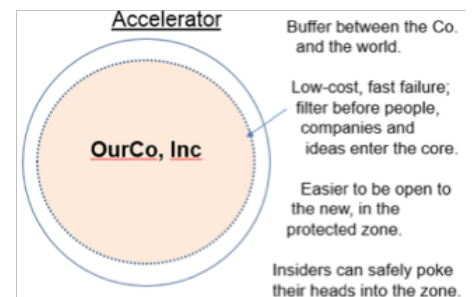 Accelerator
OurCo, Inc
Buffer between the Co.
and the world.
Low-cost, fast failure;
filter before people,
companies and
ideas enter the core.
Easier to be open to
the new, in the
protected zone.
Insiders can safely poke
their heads into the zone.